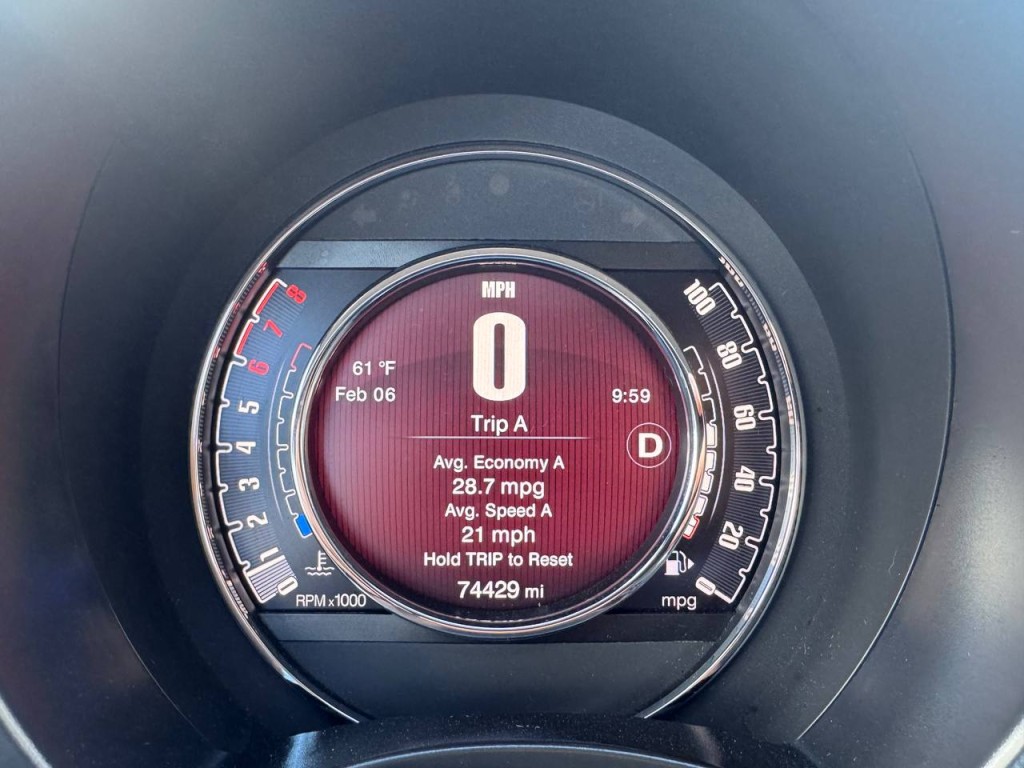 MPH
0
61 °F
Feb 06
9:59
Trip A
D
Avg. Economy A
28.7 mpg
Avg. Speed A
21 mph
Hold TRIP to Reset
74429 mi
8
7
6
5
4
3
2
1
0
RPM x1000
100
80
60
40
20
0
mpg